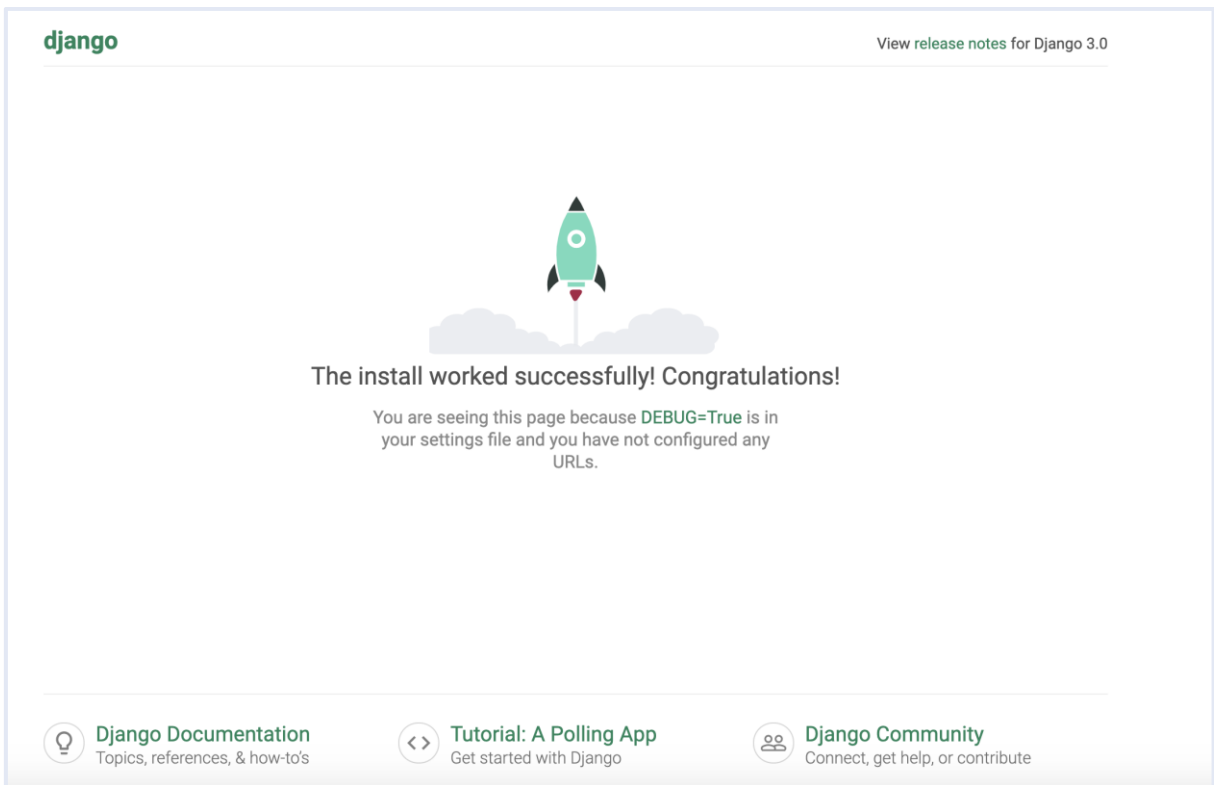 django
View release notes for Django 3.0
The install worked successfully! Congratulations!
You are seeing this page because DEBUG=True is in
your settings file and you have not configured any
URLs.
Django Documentation
Topics, references, & how-to's
Tutorial: A Polling App
Get started with Django
Django Community
Connect, get help, or contribute